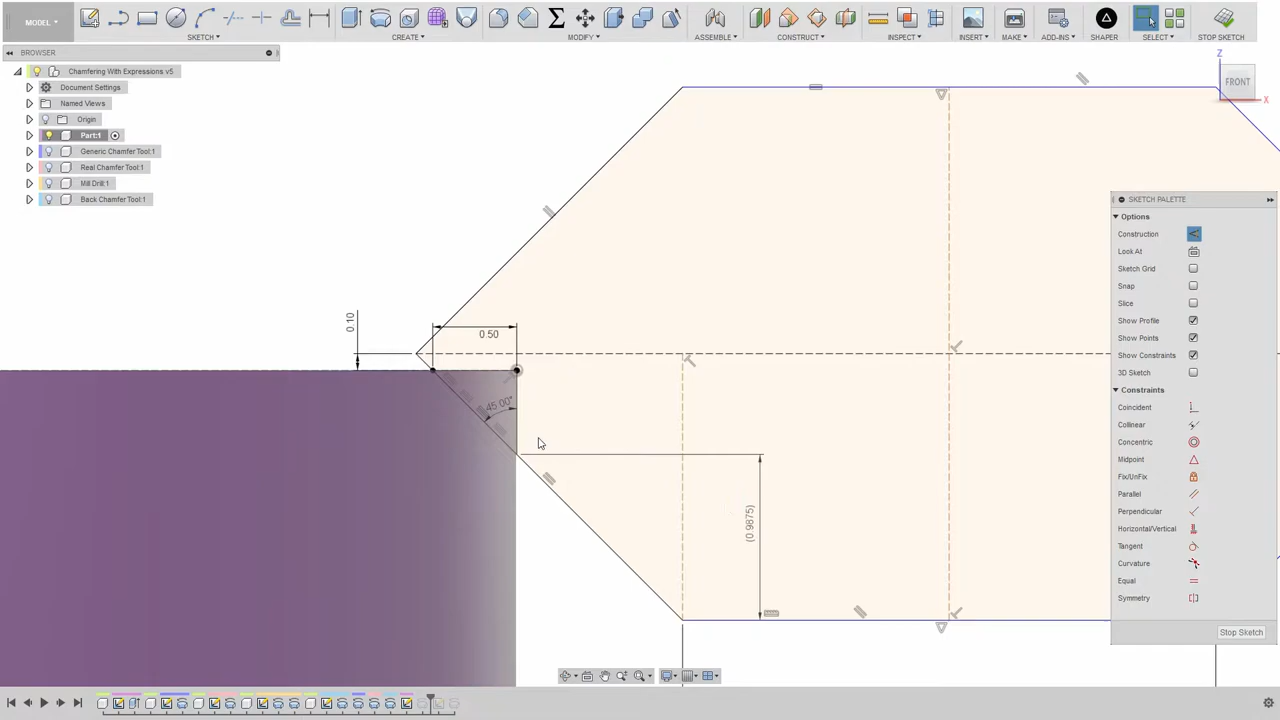 MODEL
SKETCH
CREATE
MODIFY
ASSEMBLE
CONSTRUCT
INSPECT
INSERT
MAKE
ADD-INS
SHAPER
SELECT
STOP SKETCH
BROWSER
Chamfering With Expressions v5
Document Settings
Named Views
Origin
Part:1
Generic Chamfer Tool:1
Real Chamfer Tool:1
Mill Drill:1
Back Chamfer Tool:1
Z
FRONT
X
0.10
0.50
45.00°
(0.9875)
SKETCH PALETTE
Options
Construction
Look At
Sketch Grid
Snap
Slice
Show Profile
Show Points
Show Constraints
3D Sketch
Constraints
Coincident
Collinear
Concentric
Midpoint
Fix/UnFix
Parallel
Perpendicular
Horizontal/Vertical
Tangent
Curvature
Equal
Symmetry
Stop Sketch